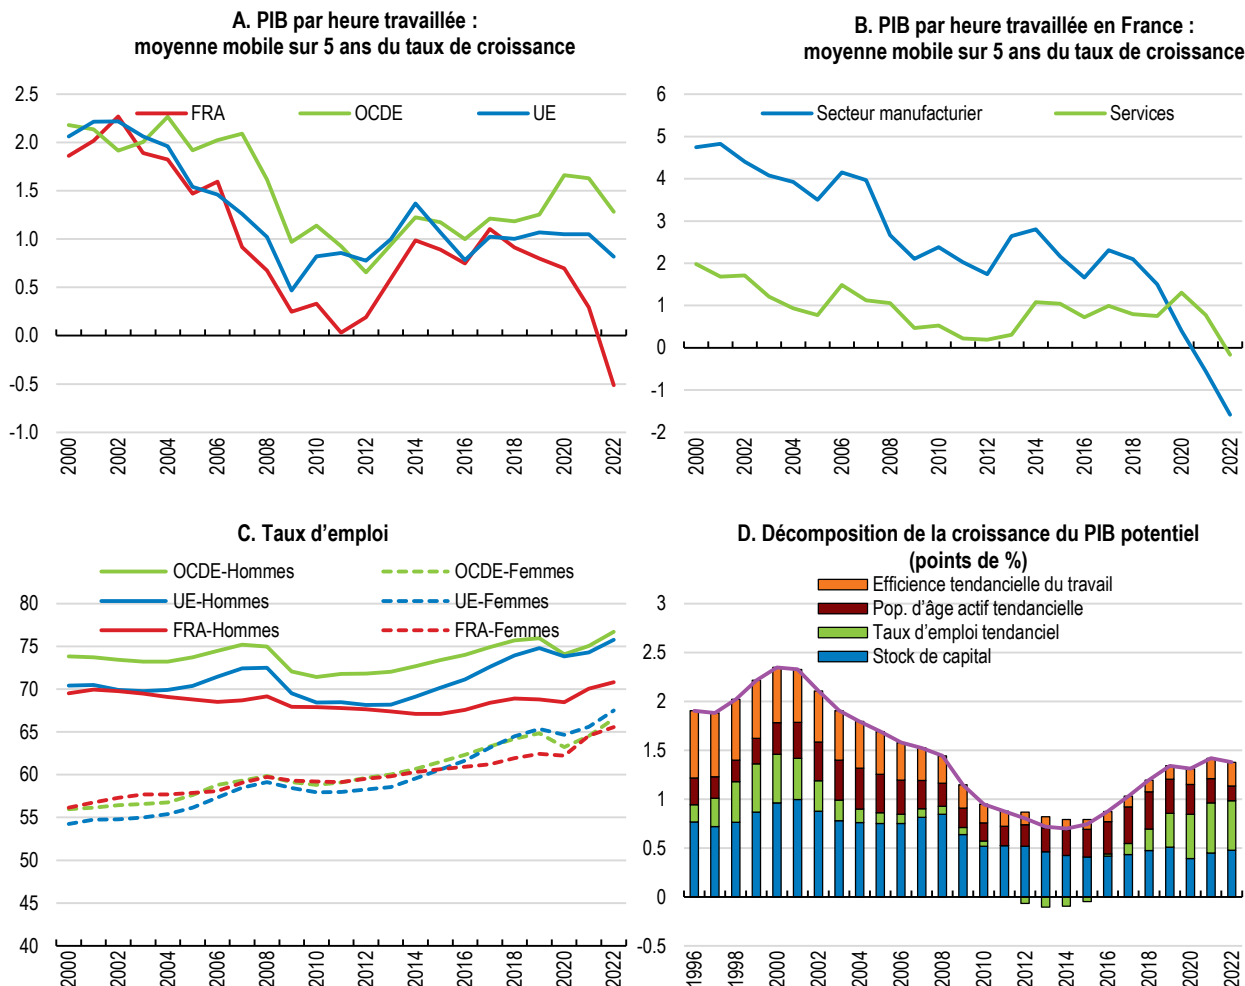 A. PIB par heure travaillée :
moyenne mobile sur 5 ans du taux de croissance
FRA OCDE UE
2.5
2.0
1.5
1.0
0.5
0.0
-0.5
-1.0
2000 2002 2004 2006 2008 2010 2012 2014 2016 2018 2020 2022
B. PIB par heure travaillée en France :
moyenne mobile sur 5 ans du taux de croissance
Secteur manufacturier Services
6
5
4
3
2
1
0
-1
-2
2000 2002 2004 2006 2008 2010 2012 2014 2016 2018 2020 2022
C. Taux d’emploi
OCDE-Hommes OCDE-Femmes
UE-Hommes UE-Femmes
FRA-Hommes FRA-Femmes
80
75
70
65
60
55
50
45
40
2000 2002 2004 2006 2008 2010 2012 2014 2016 2018 2020 2022
D. Décomposition de la croissance du PIB potentiel
(points de %)
Efficience tendancielle du travail
Pop. d’âge actif tendancielle
Taux d’emploi tendanciel
Stock de capital
3
2.5
2
1.5
1
0.5
0
-0.5
1996 1998 2000 2002 2004 2006 2008 2010 2012 2014 2016 2018 2020 2022